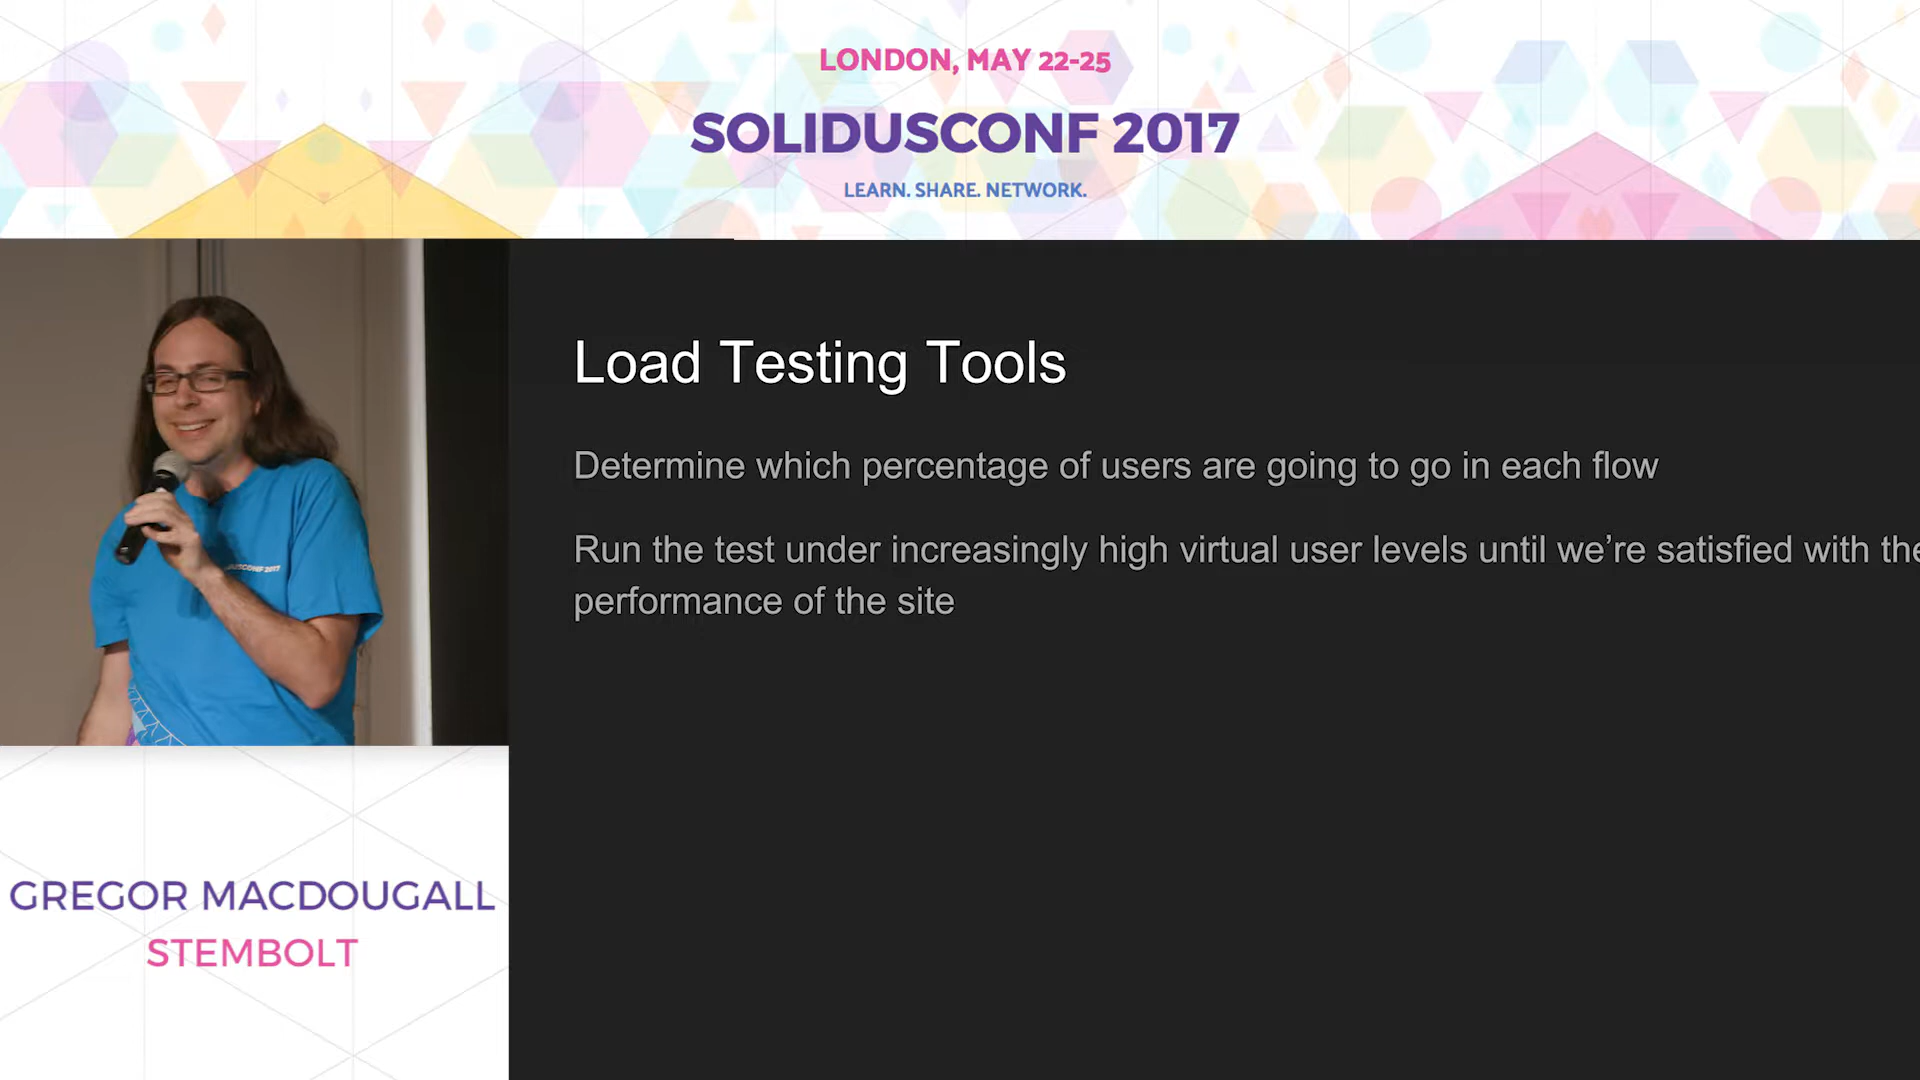 LONDON, MAY 22-25
SOLIDUSCONF 2017
LEARN. SHARE. NETWORK.
Load Testing Tools
Determine which percentage of users are going to go in each flow
Run the test under increasingly high virtual user levels until we're satisfied with the
performance of the site
GREGOR MACDOUGALL
STEMBOLT